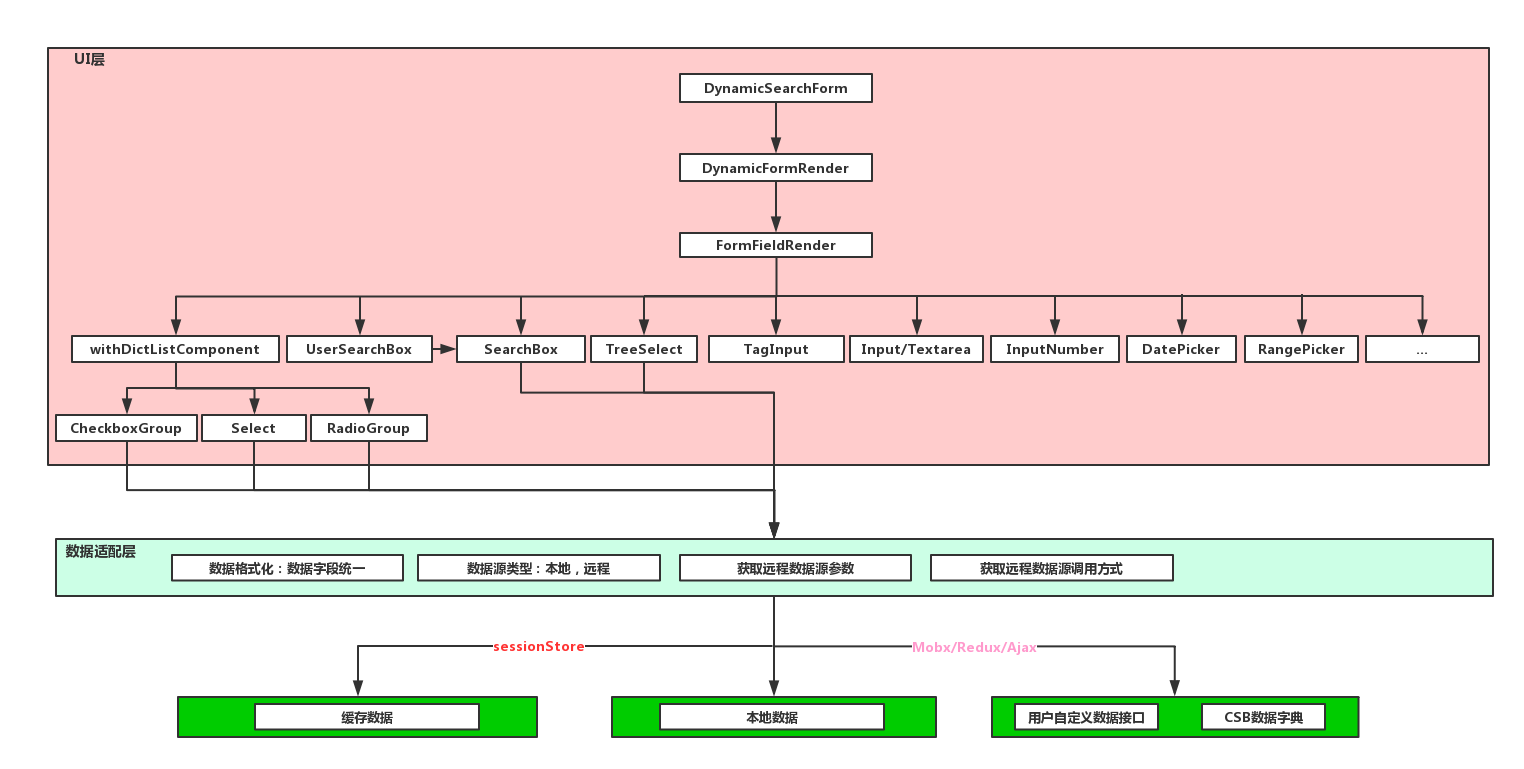 UI层
DynamicSearchForm
DynamicFormRender
FormFieldRender
withDictListComponent
UserSearchBox
SearchBox
TreeSelect
TagInput
Input/Textarea
InputNumber
DatePicker
RangePicker
...
CheckboxGroup
Select
RadioGroup
数据适配层
数据格式化：数据字段统一
数据源类型：本地，远程
获取远程数据源参数
获取远程数据源调用方式
sessionStore
Mobx/Redux/Ajax
缓存数据
本地数据
用户自定义数据接口
CSB数据字典